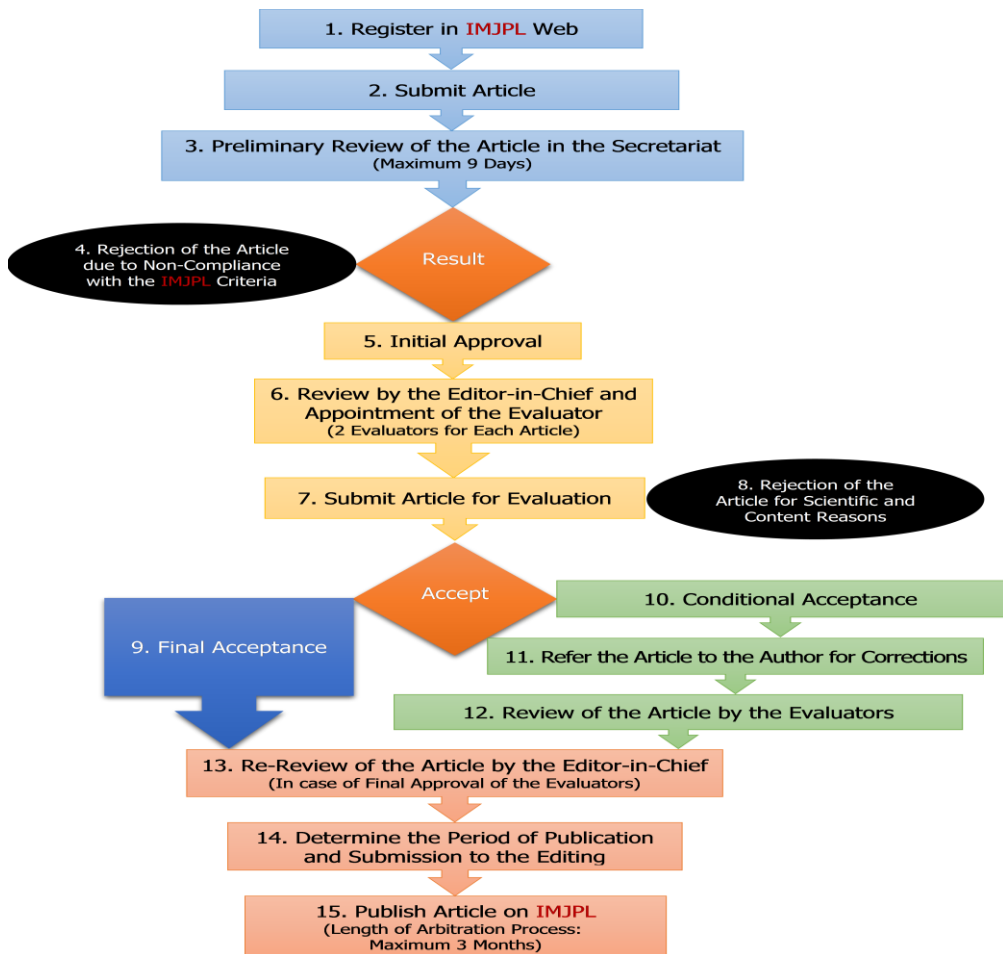 1. Register in IMJPL Web
2. Submit Article
3. Preliminary Review of the Article in the Secretariat
(Maximum 9 Days)
Result
4. Rejection of the Article
due to Non-Compliance
with the IMJPL Criteria
5. Initial Approval
6. Review by the Editor-in-Chief and
Appointment of the Evaluator
(2 Evaluators for Each Article)
7. Submit Article for Evaluation
8. Rejection of the
Article for Scientific and
Content Reasons
Accept
9. Final Acceptance
10. Conditional Acceptance
11. Refer the Article to the Author for Corrections
12. Review of the Article by the Evaluators
13. Re-Review of the Article by the Editor-in-Chief
(In case of Final Approval of the Evaluators)
14. Determine the Period of Publication
and Submission to the Editing
15. Publish Article on IMJPL
(Length of Arbitration Process:
Maximum 3 Months)